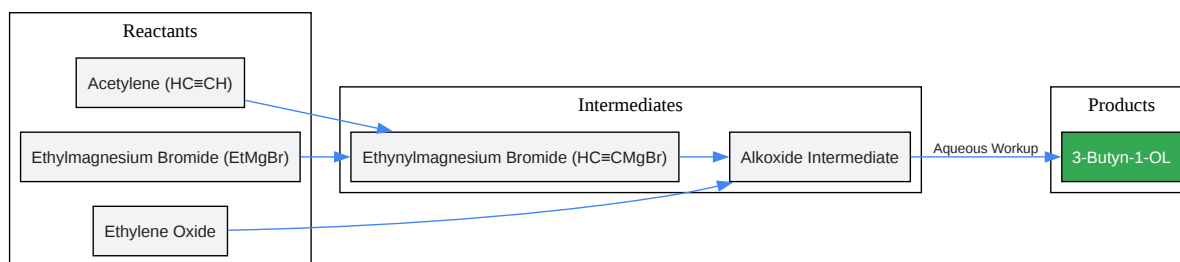 Reactants
Acetylene (HC≡CH)
Ethylmagnesium Bromide (EtMgBr)
Ethylene Oxide
Intermediates
Ethynylmagnesium Bromide (HC≡CMgBr)
Alkoxide Intermediate
Aqueous Workup
Products
3-Butyn-1-OL